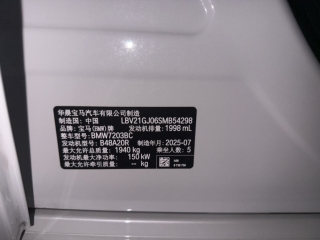 华晨宝马汽车有限公司制造
制造国：中国 LBV21GJ06SMB54298
品名：宝马(BMW)牌 发动机排量：1998 mL
整车型号：BMW7203BC
发动机型号：B48A20R 制造年月：2025-07
最大允许总质量：1940 kg 乘坐人数：5
发动机最大净功率：150 kW
最大允许牵引质量：- kg